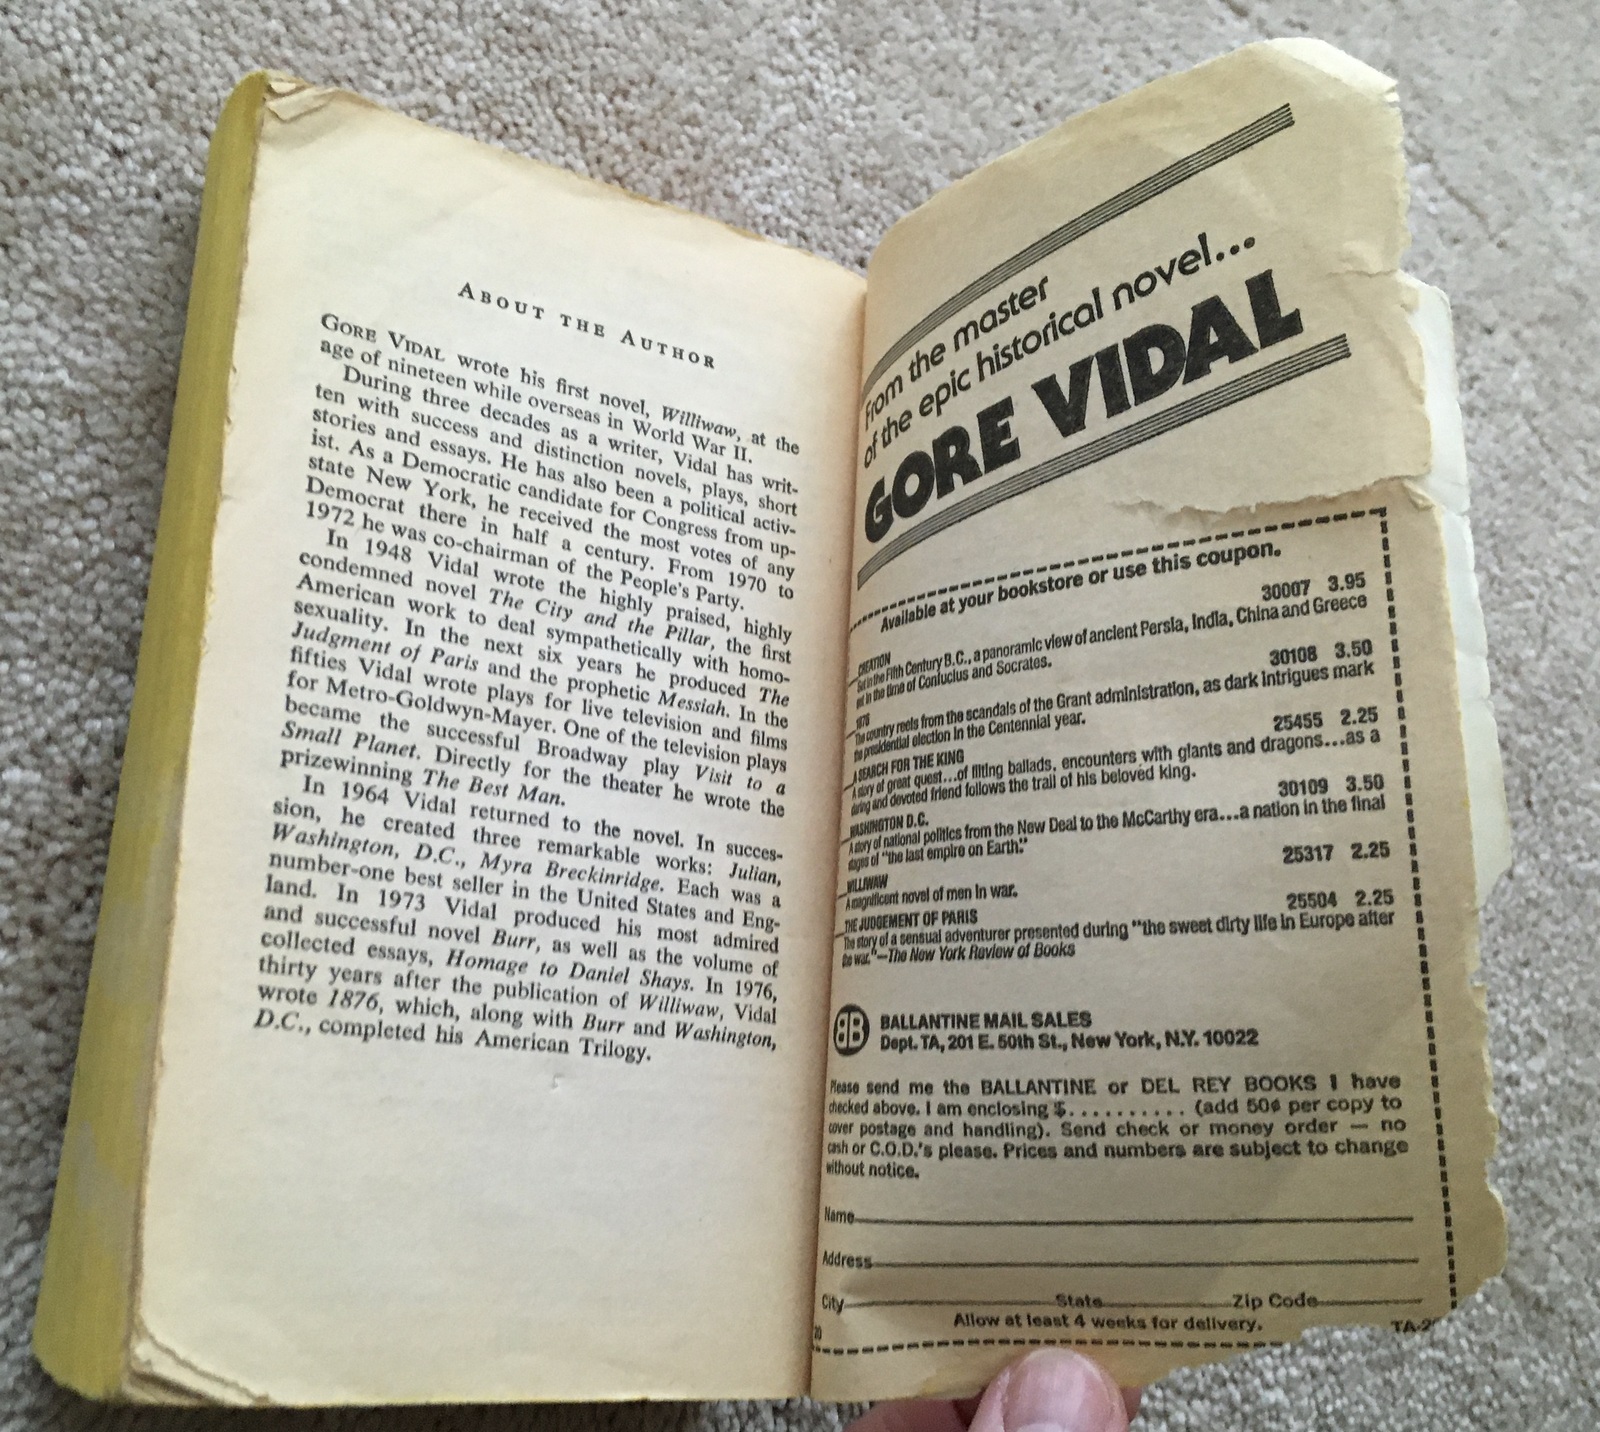 ABOUT THE AUTHOR
GORE VIDAL wrote his first novel, Williwaw, at the
age of nineteen while overseas in World War II.
During three decades as a writer, Vidal has writ-
ten with success and distinction novels, plays, short
stories and essays. He has also been a political activ-
ist. As a Democratic candidate for Congress from up-
state New York, he received the most votes of any
Democrat there in half a century. From 1970 to
1972 he was co-chairman of the People's Party.
In 1948 Vidal wrote the highly praised, highly
condemned novel The City and the Pillar, the first
American work to deal sympathetically with homo-
sexuality. In the next six years he produced The
Judgment of Paris and the prophetic Messiah. In the
fifties Vidal wrote plays for live television and films
for Metro-Goldwyn-Mayer. One of the television plays
became the successful Broadway play Visit to a
Small Planet. Directly for the theater he wrote the
prizewinning The Best Man.
In 1964 Vidal returned to the novel. In succes-
sion, he created three remarkable works: Julian,
Washington, D.C., Myra Breckinridge. Each was a
number-one best seller in the United States and Eng-
land. In 1973 Vidal produced his most admired
and successful novel Burr, as well as the volume of
collected essays, Homage to Daniel Shays. In 1976,
thirty years after the publication of Williwaw, Vidal
wrote 1876, which, along with Burr and Washington,
D.C., completed his American Trilogy.
From the master
of the epic historical novel...
GORE VIDAL
Available at your bookstore or use this coupon.
CREATION 30007 3.95
Set in the Fifth Century B.C., a panoramic view of ancient Persia, India, China and Greece
in the time of Confucius and Socrates.
1876 30108 3.50
The country reels from the scandals of the Grant administration, as dark intrigues mark
the presidential election in the Centennial year.
A SEARCH FOR THE KING 25455 2.25
A story of great quest...of lilting ballads, encounters with giants and dragons...as a
daring and devoted friend follows the trail of his beloved king.
WASHINGTON D.C. 30109 3.50
A story of national politics from the New Deal to the McCarthy era...a nation in the final
stages of "the last empire on Earth."
WILLIWAW 25317 2.25
A magnificent novel of men in war.
THE JUDGEMENT OF PARIS 25504 2.25
The story of a sensual adventurer presented during "the sweet dirty life in Europe after
the war."—The New York Review of Books
BB BALLANTINE MAIL SALES
Dept. TA, 201 E. 50th St., New York, N.Y. 10022
Please send me the BALLANTINE or DEL REY BOOKS I have
checked above. I am enclosing $.......... (add 50¢ per copy to
cover postage and handling). Send check or money order — no
cash or C.O.D.'s please. Prices and numbers are subject to change
without notice.
Name
Address
City State Zip Code
Allow at least 4 weeks for delivery.
20